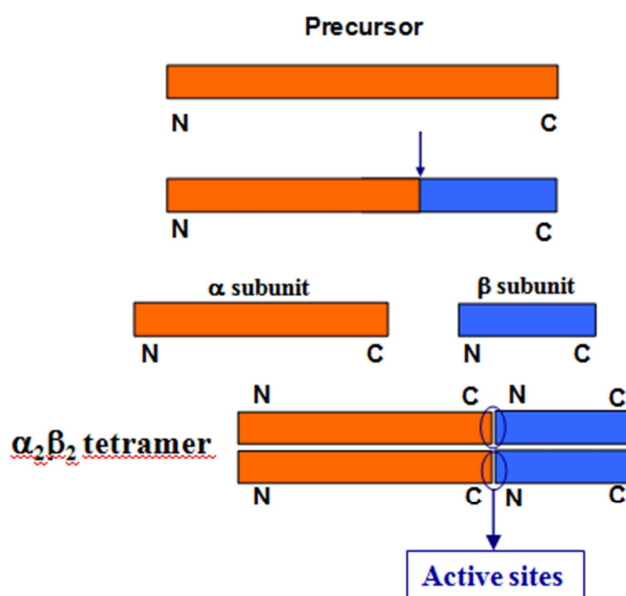 Precursor
N C
N C
α subunit β subunit
N C N C
N C N C
α₂β₂ tetramer
N C N C
Active sites